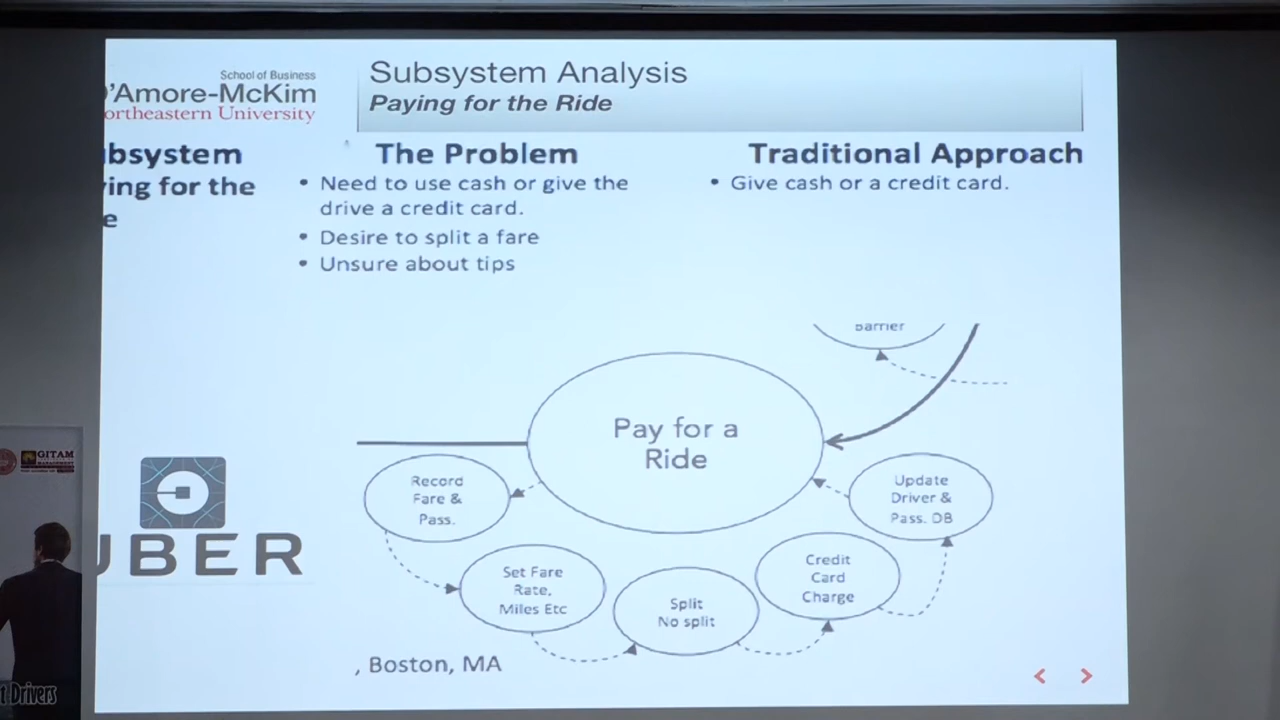 School of Business
'Amore-McKim
ortheastern University
Subsystem Analysis
Paying for the Ride
bsystem
ying for the
e
The Problem
• Need to use cash or give the
drive a credit card.
• Desire to split a fare
• Unsure about tips
Traditional Approach
• Give cash or a credit card.
Barrier
Pay for a
Ride
Record
Fare &
Pass.
Set Fare
Rate,
Miles Etc
Split
No split
Credit
Card
Charge
Update
Driver &
Pass. DB
GITAM
UBER
, Boston, MA
t Drivers